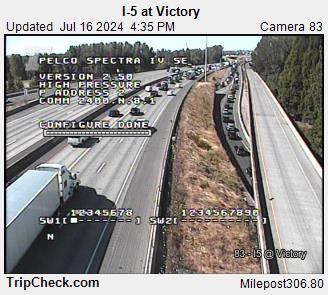 I-5 at Victory
Updated  Jul 16 2024  4:35 PM
Camera 83
PELCO SPECTRA IV SE
VERSION 2.50
HIGH PRESSURE
P ADDRESS 2
COMM 2400,N,8,1
CONFIGURE DONE
12345678
1234567890
SW1
SW2
N
83 - I5 @ Victory
TripCheck.com
Milepost306.80